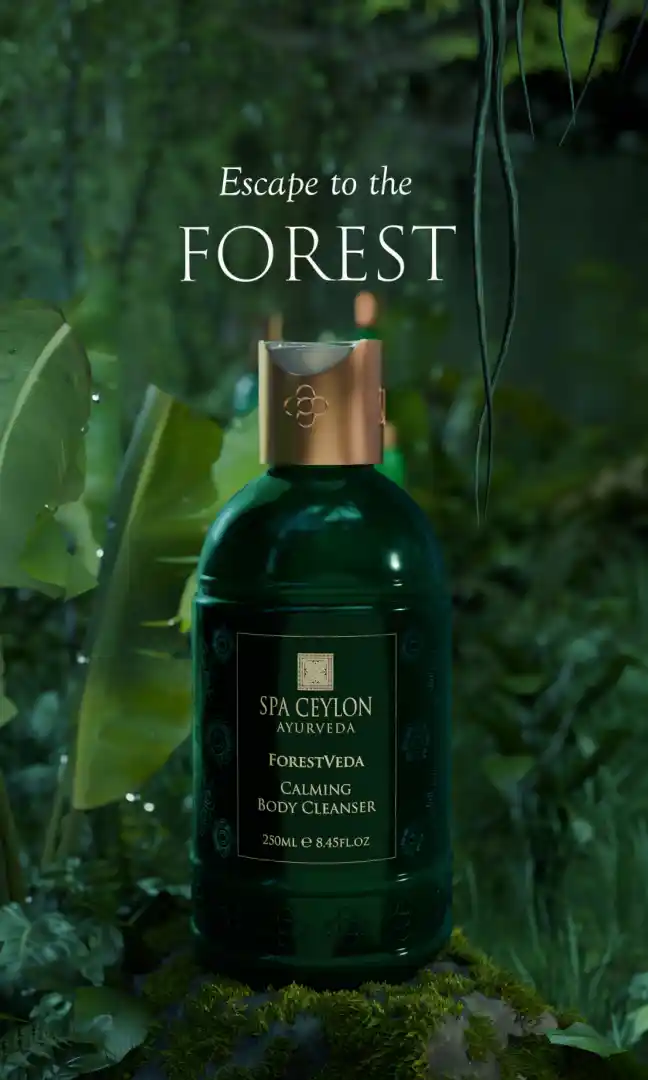 Escape to the
FOREST
SPA CEYLON
AYURVEDA
FORESTVEDA
CALMING
BODY CLEANSER
250ML ℮ 8.45FL.OZ